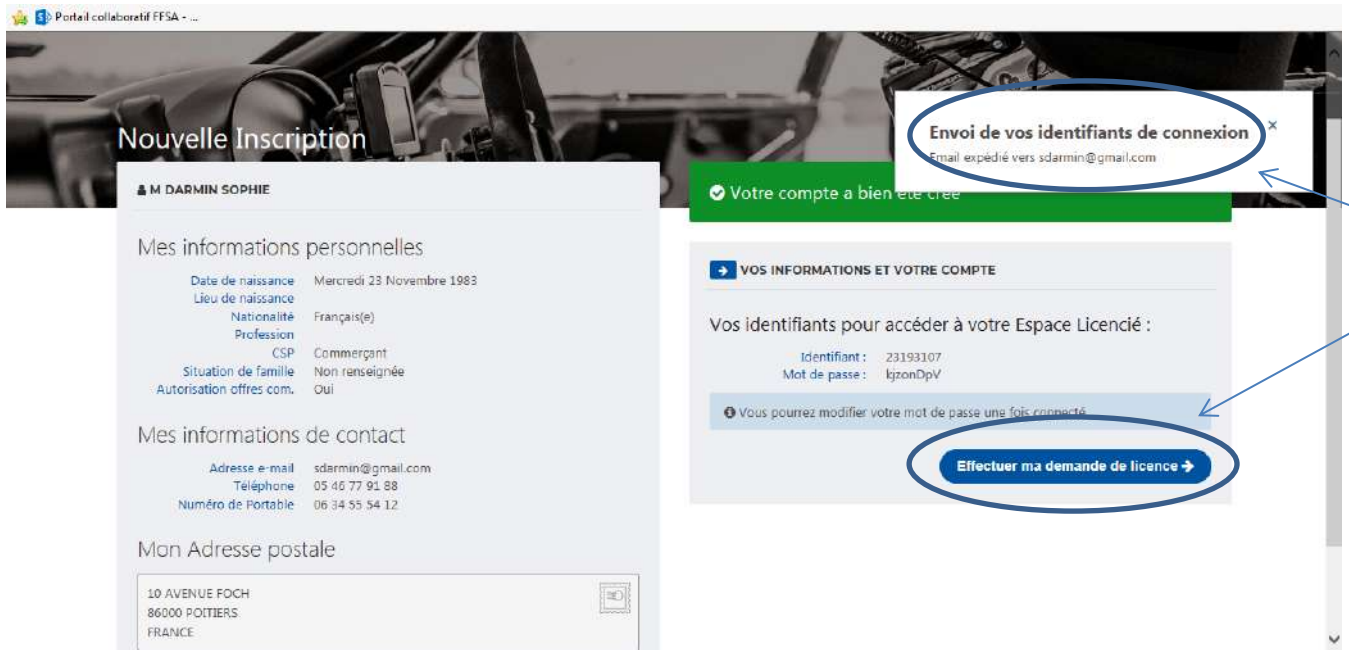 Portail collaboratif FFSA - ...
Nouvelle Inscription
Envoi de vos identifiants de connexion ×
Email expédié vers sdarmin@gmail.com
M DARMIN SOPHIE
Mes informations personnelles
Date de naissance Mercredi 23 Novembre 1983
Lieu de naissance
Nationalité Français(e)
Profession
CSP Commerçant
Situation de famille Non renseignée
Autorisation offres com. Oui
Mes informations de contact
Adresse e-mail sdarmin@gmail.com
Téléphone 05 46 77 91 88
Numéro de Portable 06 34 55 54 12
Mon Adresse postale
10 AVENUE FOCH
86000 POITIERS
FRANCE
Votre compte a bien été créé
VOS INFORMATIONS ET VOTRE COMPTE
Vos identifiants pour accéder à votre Espace Licencié :
Identifiant : 23193107
Mot de passe : kjzonDpV
Vous pourrez modifier votre mot de passe une fois connecté
Effectuer ma demande de licence →